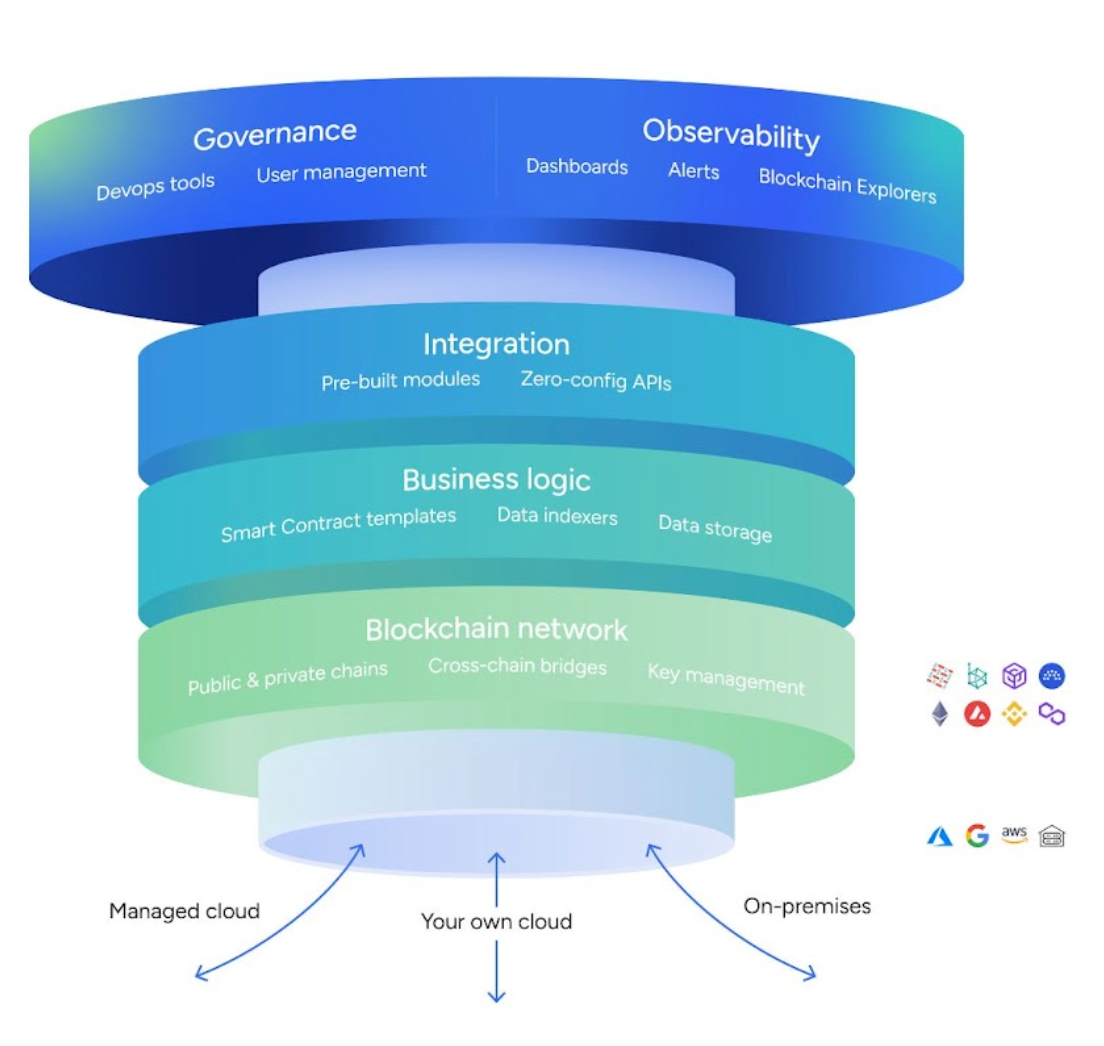 Governance
Devops tools User management
Observability
Dashboards Alerts Blockchain Explorers
Integration
Pre-built modules Zero-config APIs
Business logic
Smart Contract templates Data indexers Data storage
Blockchain network
Public & private chains Cross-chain bridges Key management
aws
Managed cloud
Your own cloud
On-premises